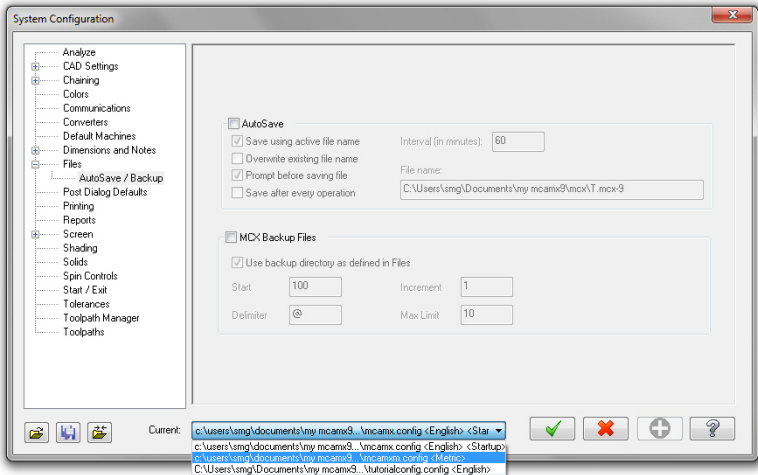 System Configuration
Analyze
CAD Settings
Chaining
Colors
Communications
Converters
Default Machines
Dimensions and Notes
Files
AutoSave / Backup
Post Dialog Defaults
Printing
Reports
Screen
Shading
Solids
Spin Controls
Start / Exit
Tolerances
Toolpath Manager
Toolpaths
AutoSave
Save using active file name
Interval (in minutes): 60
Overwrite existing file name
Prompt before saving file
File name:
Save after every operation
C:\Users\smg\Documents\my mcamx9\mcx\T.mcx-9
MCX Backup Files
Use backup directory as defined in Files
Start 100 Increment 1
Delimiter @ Max Limit 10
Current: c:\users\smg\documents\my mcamx9...\mcamx.config <English> <Star
c:\users\smg\documents\my mcamx9...\mcamx.config <English> <Startup>
c:\users\smg\documents\my mcamx9...\mcamxm.config <Metric>
C:\Users\Smg\Documents\my mcamx9...\tutorialconfig.config <English>